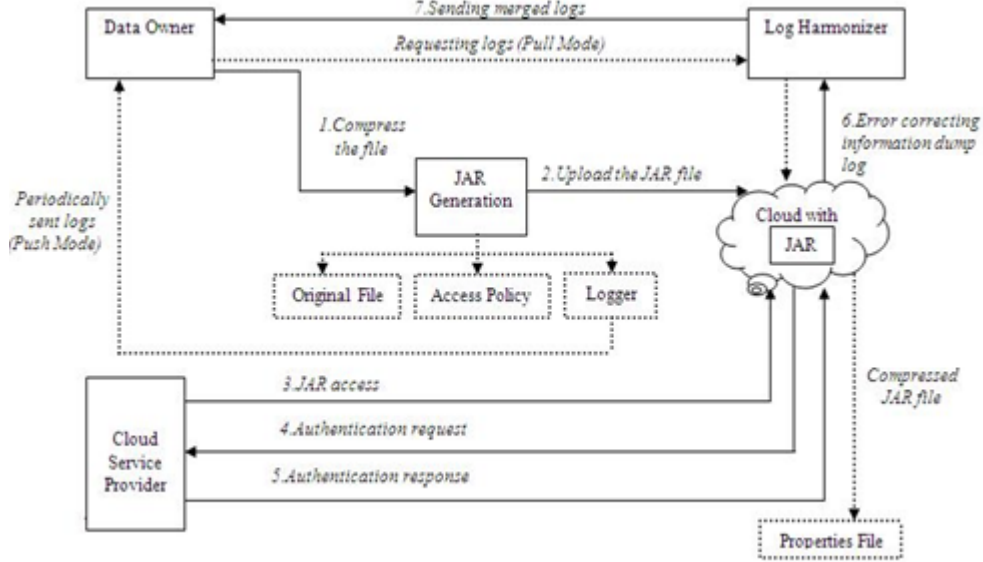 7.Sending merged logs
Data Owner
Log Harmonizer
Requesting logs (Pull Mode)
1.Compress
the file
6.Error correcting
information dump
log
JAR
Generation
2.Upload the JAR file
Periodically
sent logs
(Push Mode)
Cloud with
JAR
Original File
Access Policy
Logger
3.JAR access
Compressed
JAR file
4.Authentication request
Cloud
Service
Provider
5.Authentication response
Properties File